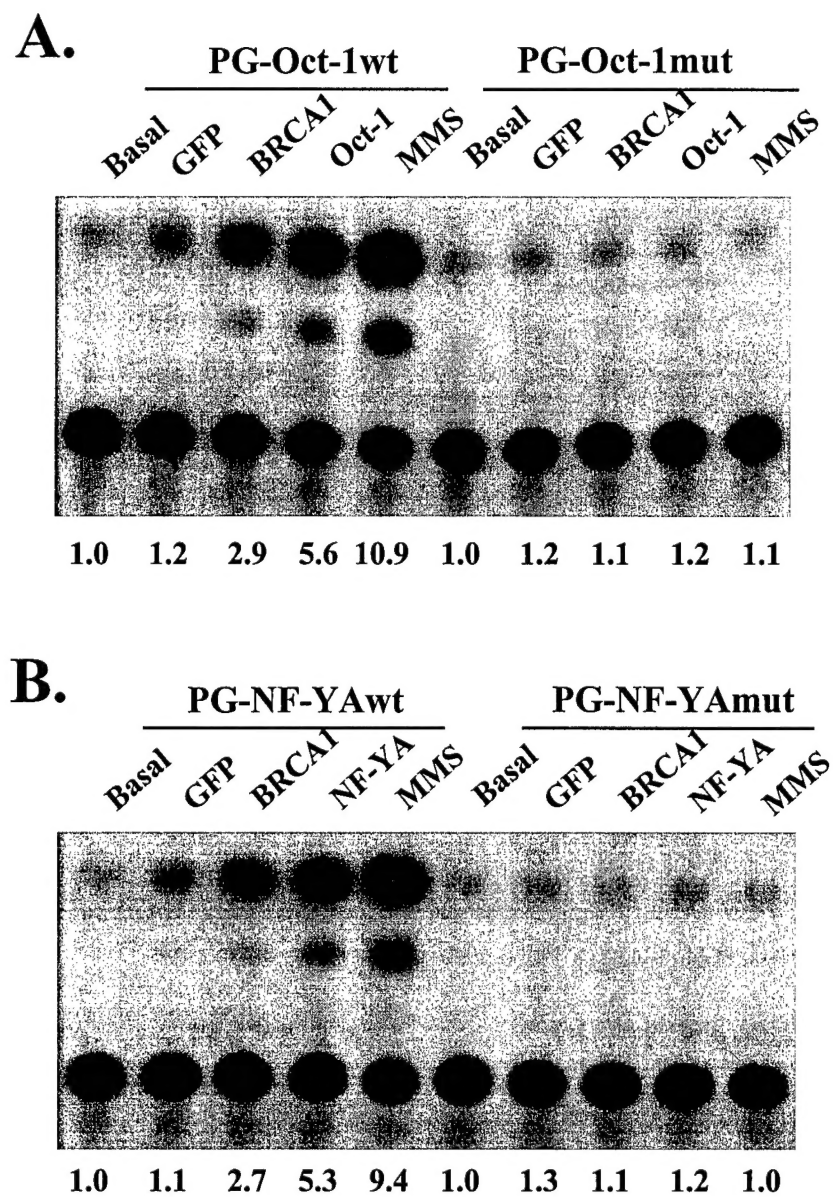 A.
PG-Oct-1wt PG-Oct-1mut
Basal GFP BRCA1 Oct-1 MMS Basal GFP BRCA1 Oct-1 MMS
1.0 1.2 2.9 5.6 10.9 1.0 1.2 1.1 1.2 1.1
B.
PG-NF-YAwt PG-NF-YAmut
Basal GFP BRCA1 NF-YA MMS Basal GFP BRCA1 NF-YA MMS
1.0 1.1 2.7 5.3 9.4 1.0 1.3 1.1 1.2 1.0